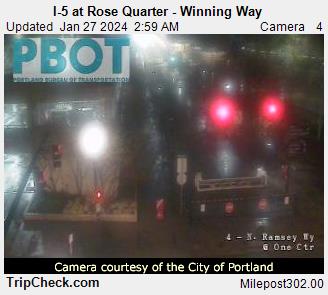 I-5 at Rose Quarter - Winning Way
Updated Jan 27 2024 2:59 AM Camera 4
PBOT
PORTLAND BUREAU OF TRANSPORTATION
4 - N. Ramsey Wy
@ One Ctr
Camera courtesy of the City of Portland
TripCheck.com Milepost302.00